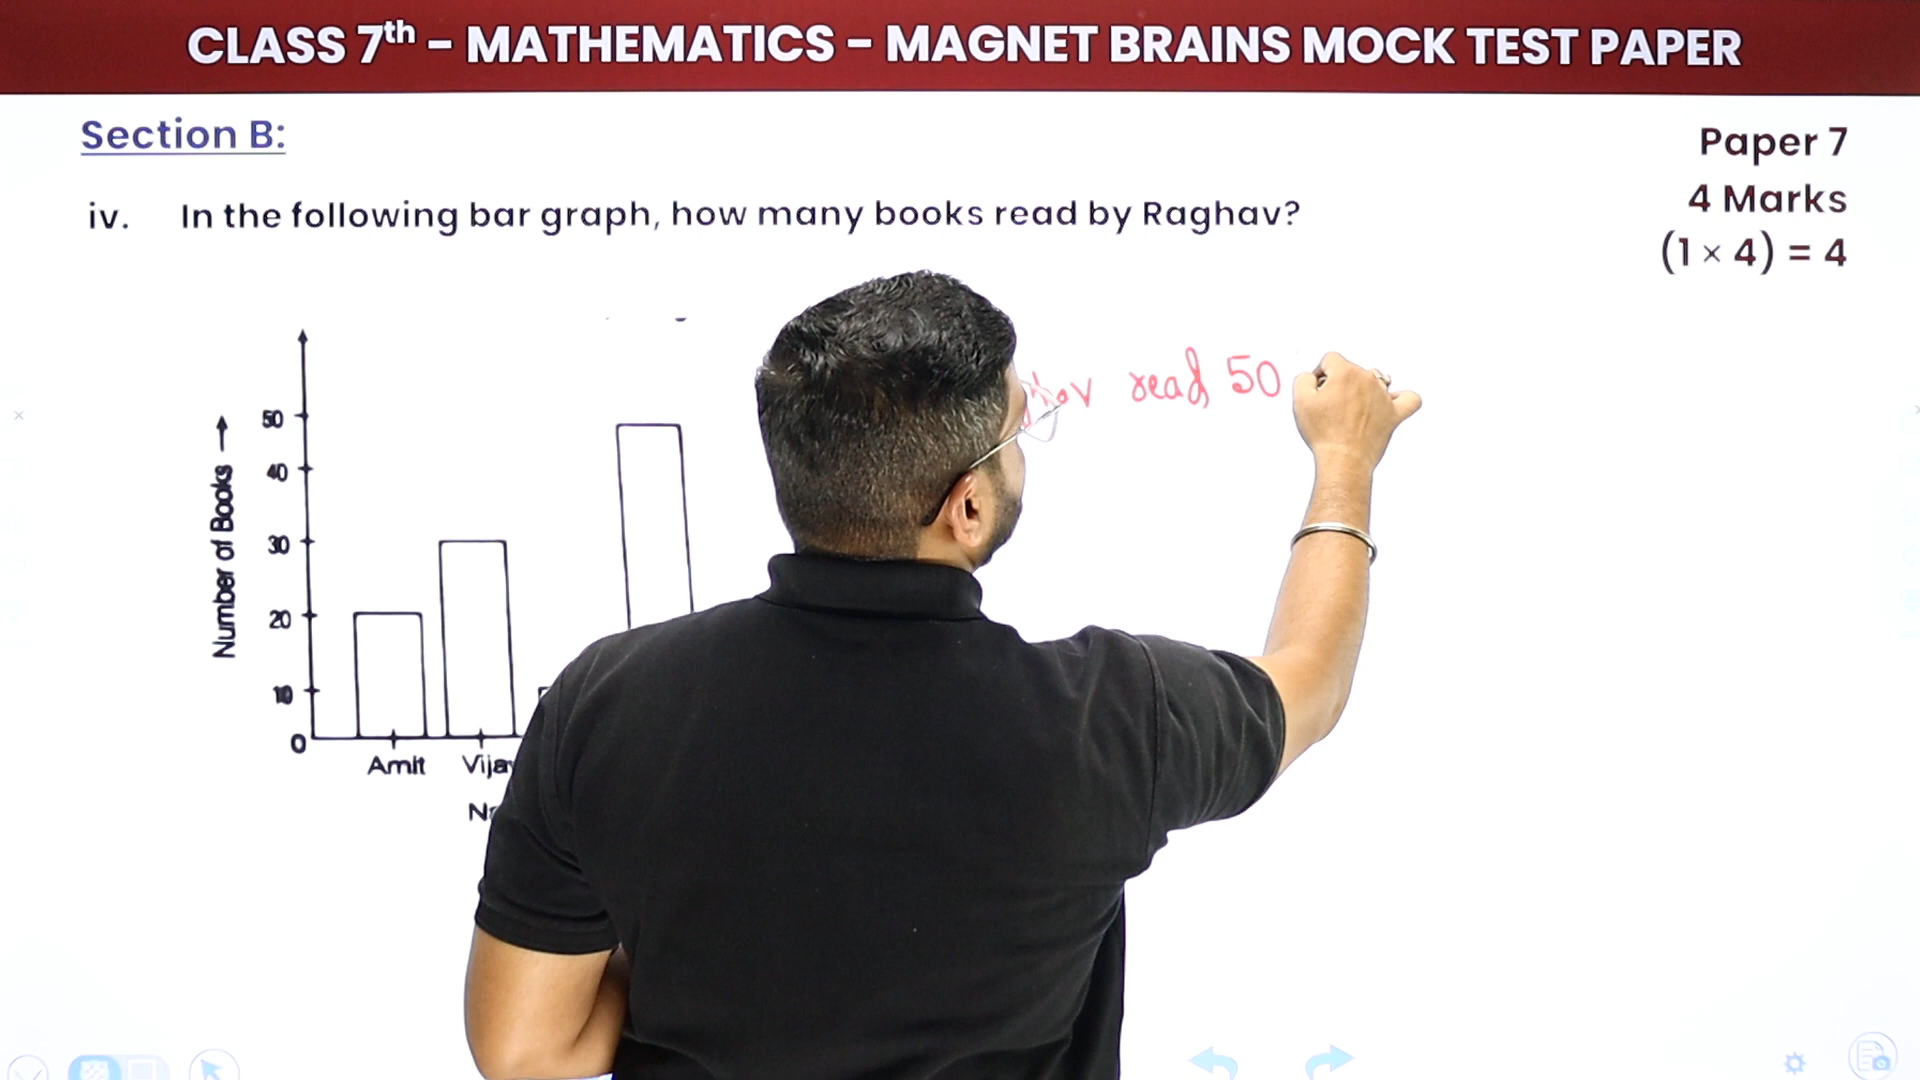 CLASS 7th – MATHEMATICS – MAGNET BRAINS MOCK TEST PAPER
Section B:
Paper 7
4 Marks
(1 × 4) = 4
iv. In the following bar graph, how many books read by Raghav?
read 50
Number of Books
50
40
30
20
10
0
Amit